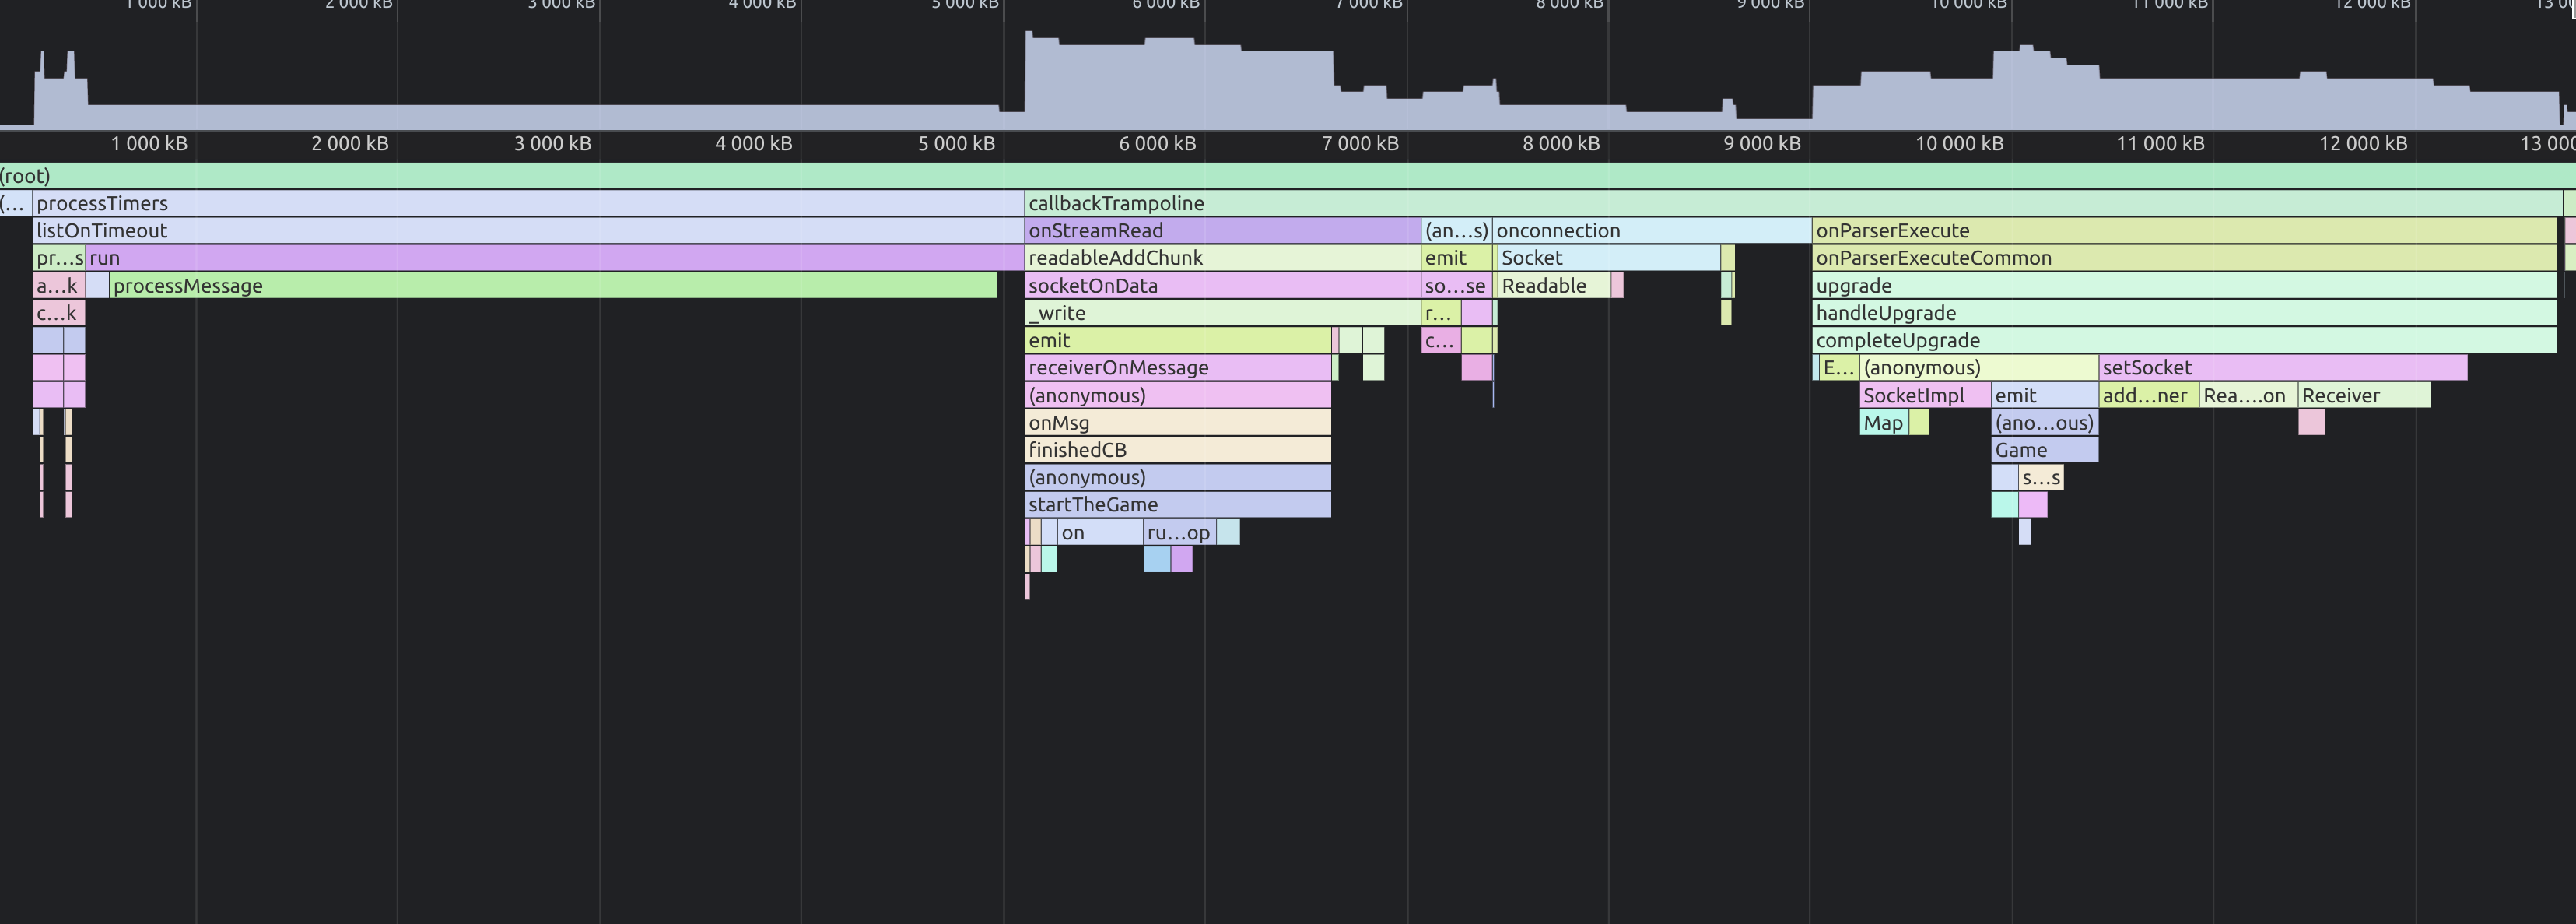 1 000 kB 2 000 kB 3 000 kB 4 000 kB 5 000 kB 6 000 kB 7 000 kB 8 000 kB 9 000 kB 10 000 kB 11 000 kB 12 000 kB
1 000 kB 2 000 kB 3 000 kB 4 000 kB 5 000 kB 6 000 kB 7 000 kB 8 000 kB 9 000 kB 10 000 kB 11 000 kB 12 000 kB 13 000
(root)
(... processTimers callbackTrampoline
listOnTimeout onStreamRead (an...s) onconnection onParserExecute
pr...s run readableAddChunk emit Socket onParserExecuteCommon
a...k processMessage socketOnData so...se Readable upgrade
c...k _write r... handleUpgrade
emit c... completeUpgrade
receiverOnMessage E... (anonymous) setSocket
(anonymous) SocketImpl emit add...ner Rea....on Receiver
onMsg Map (ano...ous)
finishedCB Game
(anonymous) s...s
startTheGame
on ru...op